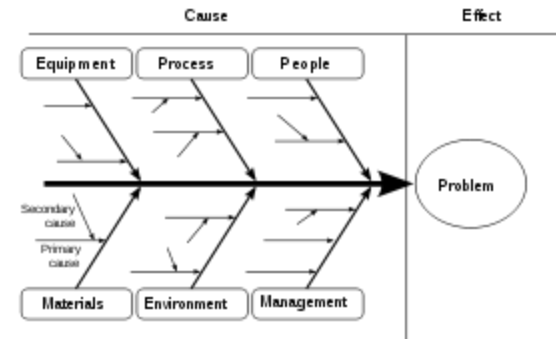 Cause
Effect
Equipment
Process
People
Problem
Secondary
cause
Primary
cause
Materials
Environment
Management